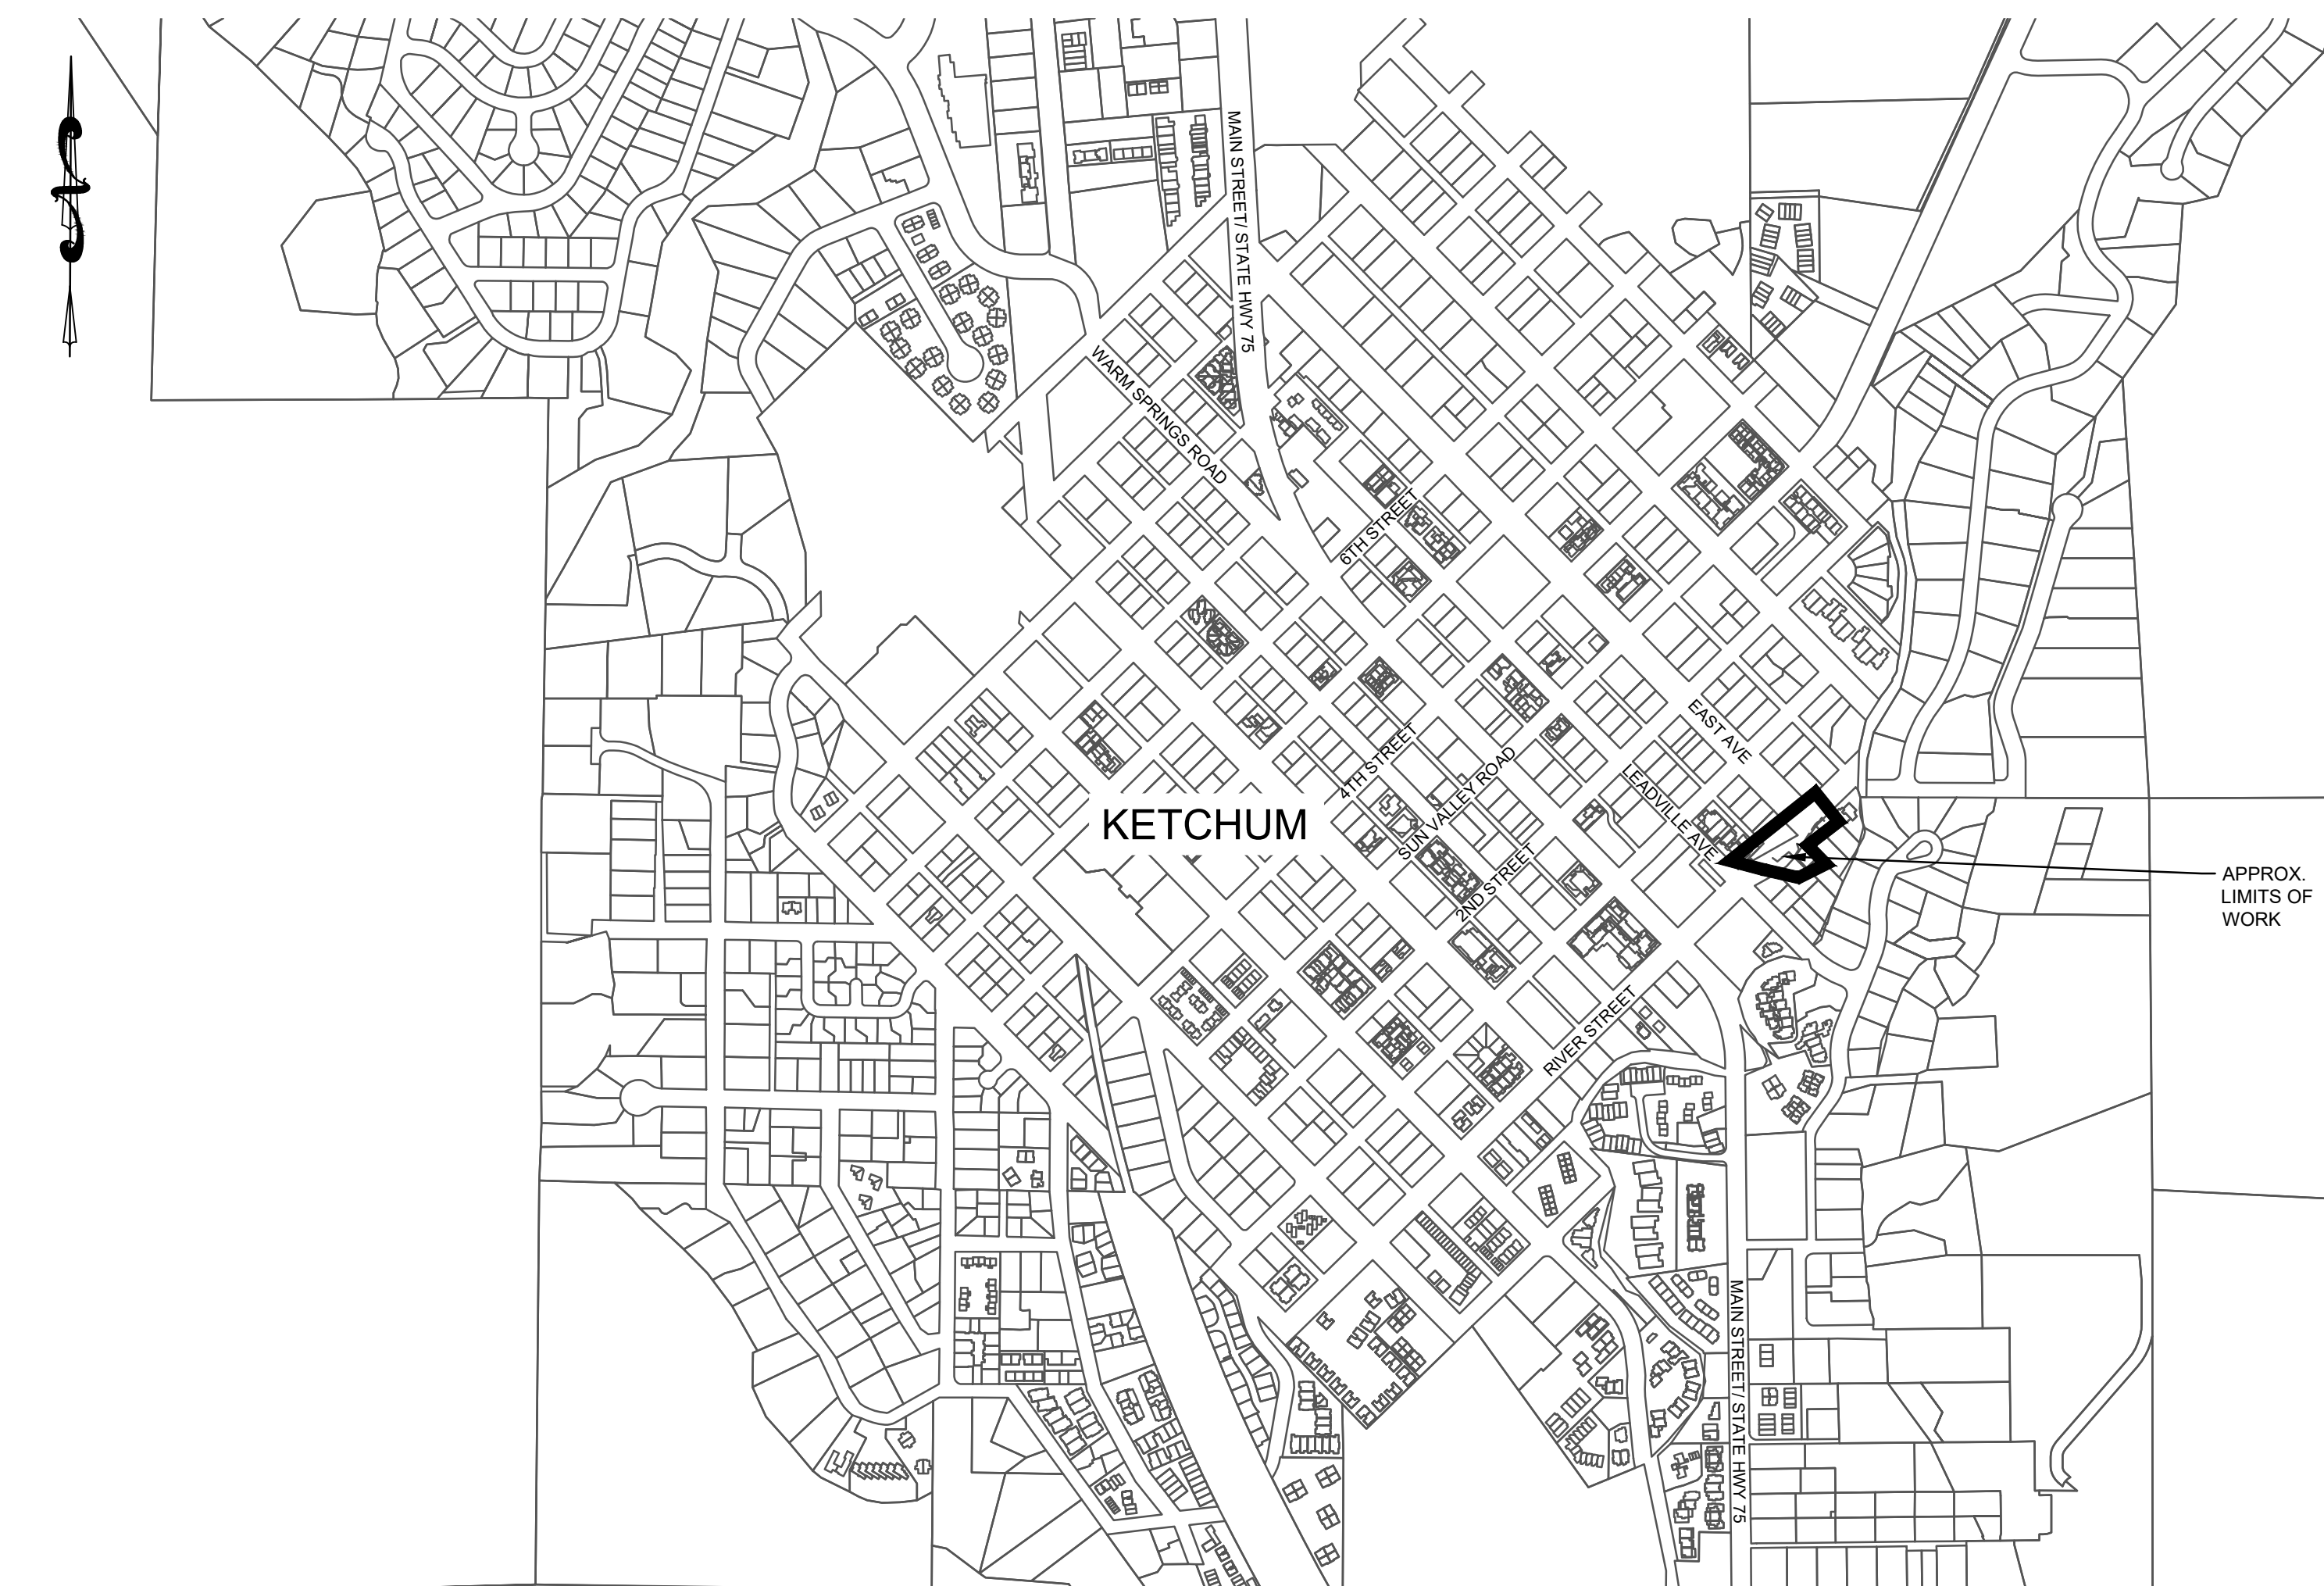 MAIN STREET/ STATE HWY 75
WARM SPRINGS ROAD
6TH STREET
EAST AVE
4TH STREET
SUN VALLEY ROAD
LEADVILLE AVE
KETCHUM
2ND STREET
APPROX.
LIMITS OF
WORK
RIVER STREET
MAIN STREET/ STATE HWY 75